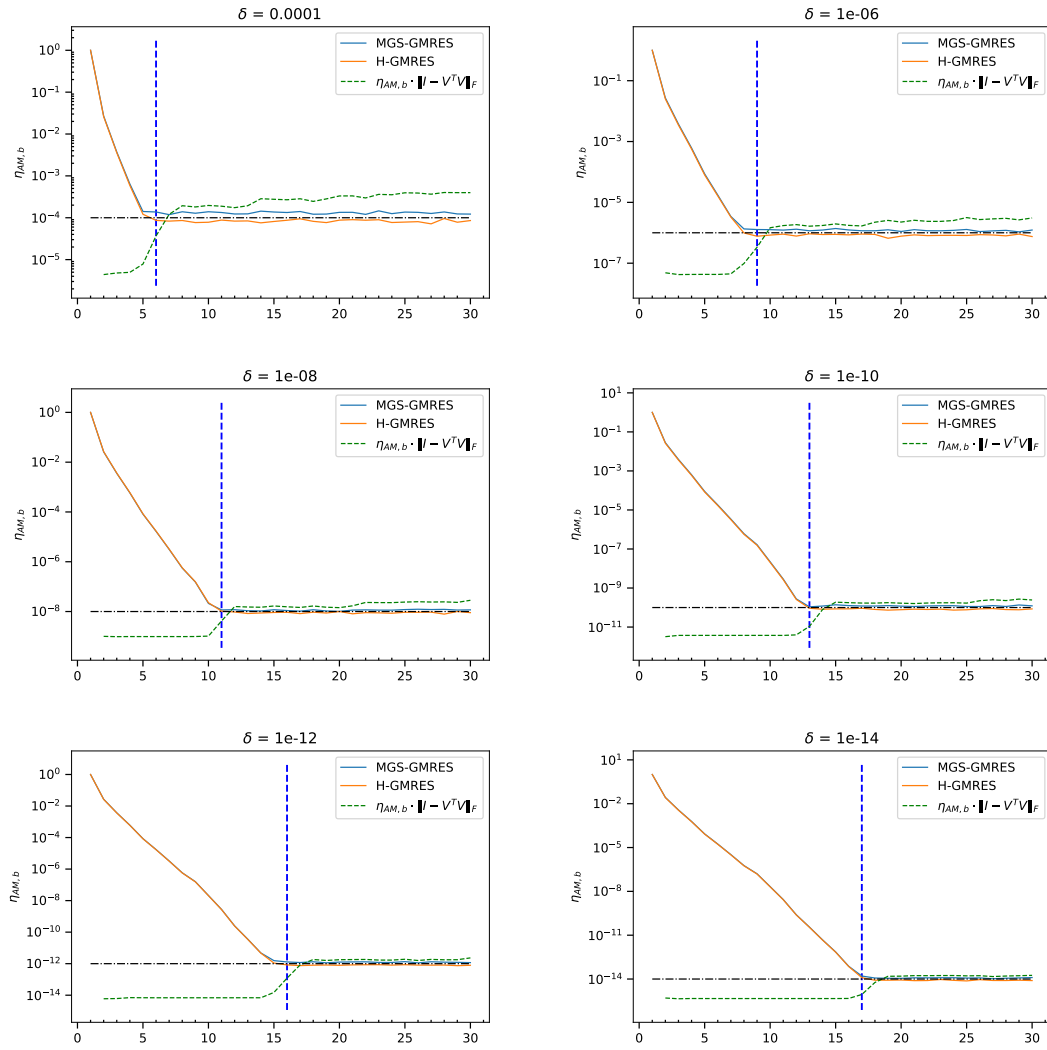 δ = 0.0001
MGS-GMRES
H-GMRES
η_{AM,b} · ‖I − V^T V‖_F
η_{AM,b}
10^0
10^{-1}
10^{-2}
10^{-3}
10^{-4}
10^{-5}
0 5 10 15 20 25 30
δ = 1e-06
MGS-GMRES
H-GMRES
η_{AM,b} · ‖I − V^T V‖_F
η_{AM,b}
10^{-1}
10^{-3}
10^{-5}
10^{-7}
0 5 10 15 20 25 30
δ = 1e-08
MGS-GMRES
H-GMRES
η_{AM,b} · ‖I − V^T V‖_F
η_{AM,b}
10^0
10^{-2}
10^{-4}
10^{-6}
10^{-8}
0 5 10 15 20 25 30
δ = 1e-10
MGS-GMRES
H-GMRES
η_{AM,b} · ‖I − V^T V‖_F
η_{AM,b}
10^1
10^{-1}
10^{-3}
10^{-5}
10^{-7}
10^{-9}
10^{-11}
0 5 10 15 20 25 30
δ = 1e-12
MGS-GMRES
H-GMRES
η_{AM,b} · ‖I − V^T V‖_F
η_{AM,b}
10^0
10^{-2}
10^{-4}
10^{-6}
10^{-8}
10^{-10}
10^{-12}
10^{-14}
0 5 10 15 20 25 30
δ = 1e-14
MGS-GMRES
H-GMRES
η_{AM,b} · ‖I − V^T V‖_F
η_{AM,b}
10^1
10^{-2}
10^{-5}
10^{-8}
10^{-11}
10^{-14}
0 5 10 15 20 25 30